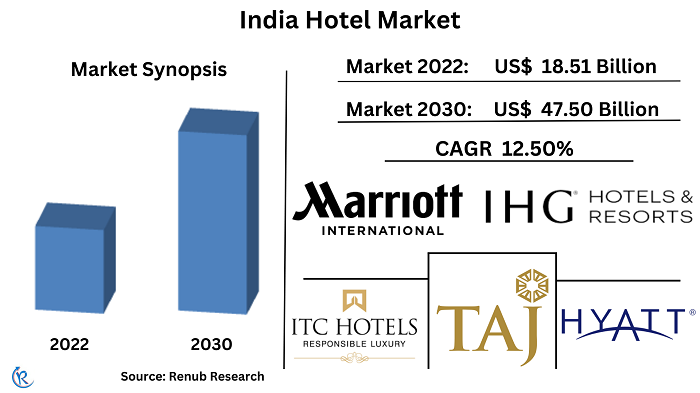 India Hotel Market
Market Synopsis
2022
2030
Source: Renub Research
Market 2022: US$ 18.51 Billion
Market 2030: US$ 47.50 Billion
CAGR 12.50%
Marriott
INTERNATIONAL
IHG® HOTELS &
RESORTS
ITC HOTELS
RESPONSIBLE LUXURY
TAJ
HYATT®
R